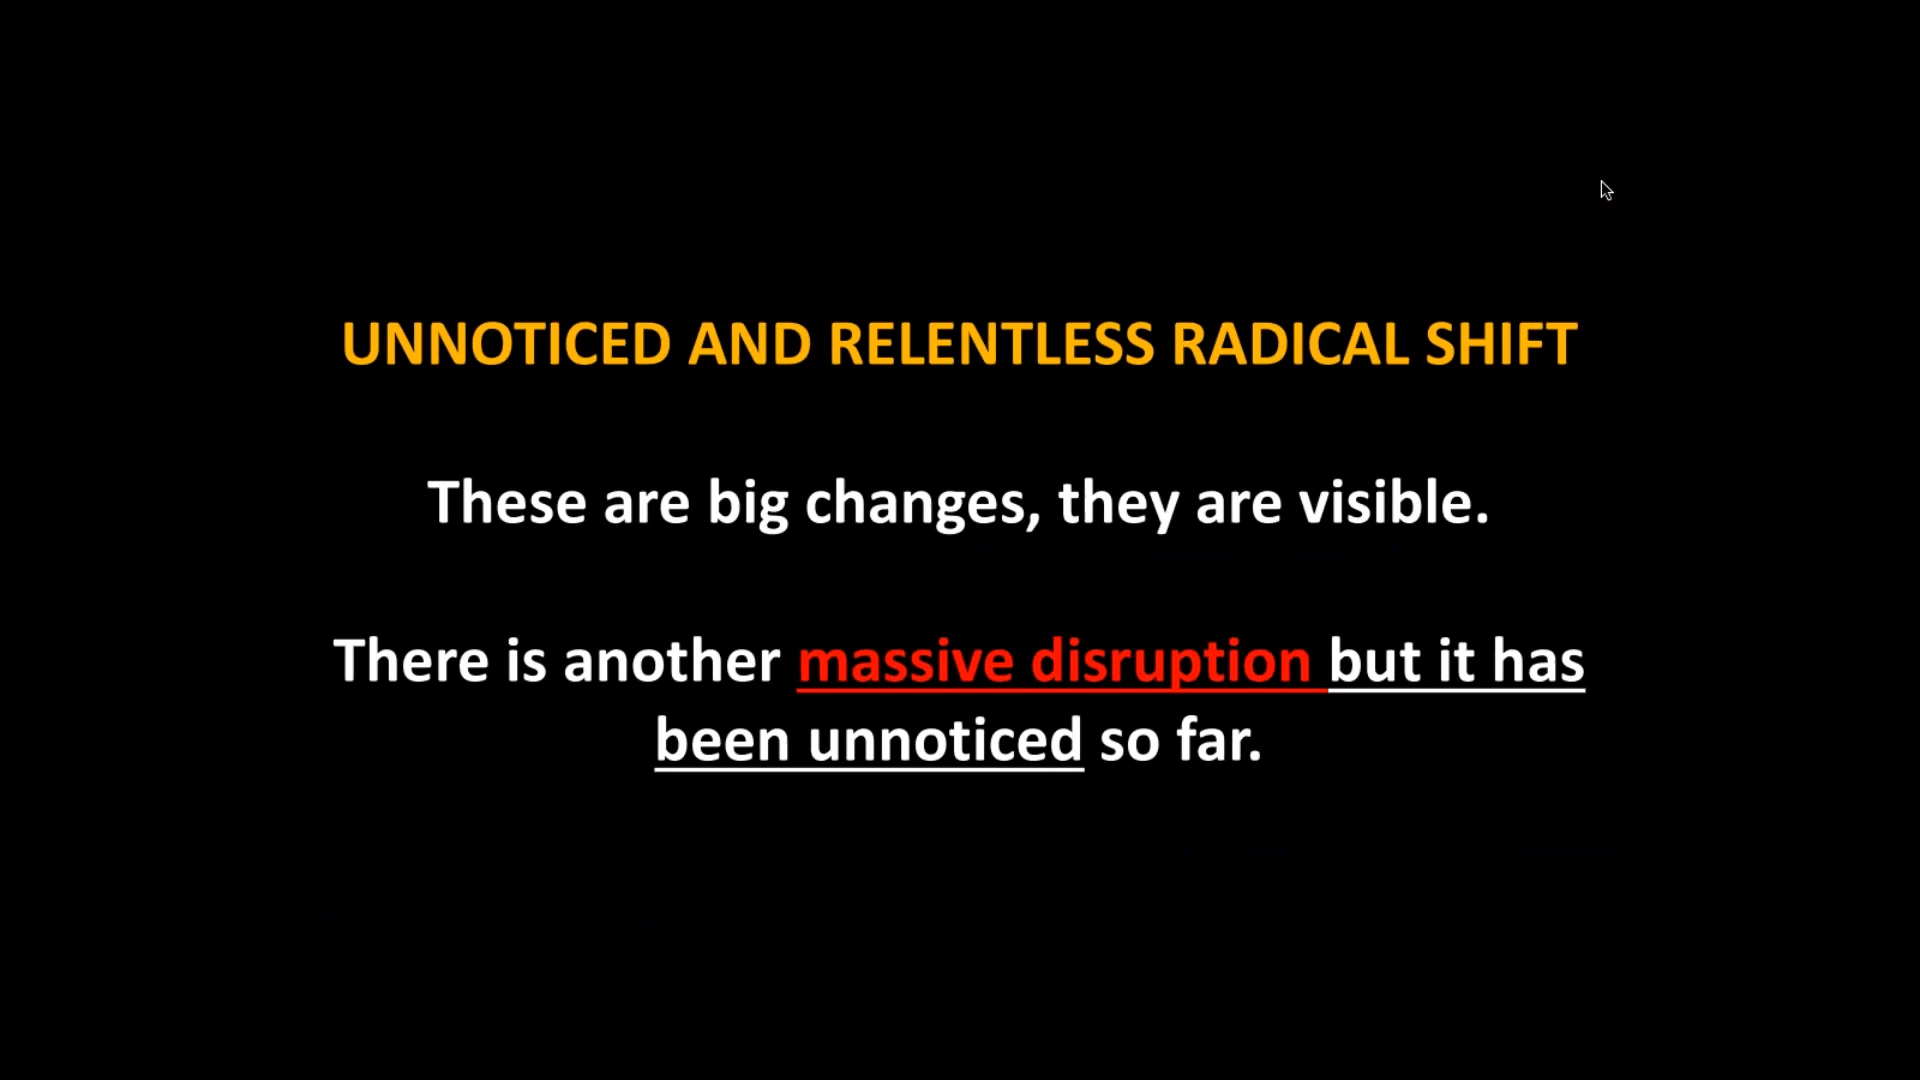 UNNOTICED AND RELENTLESS RADICAL SHIFT
These are big changes, they are visible.
There is another massive disruption but it has
been unnoticed so far.